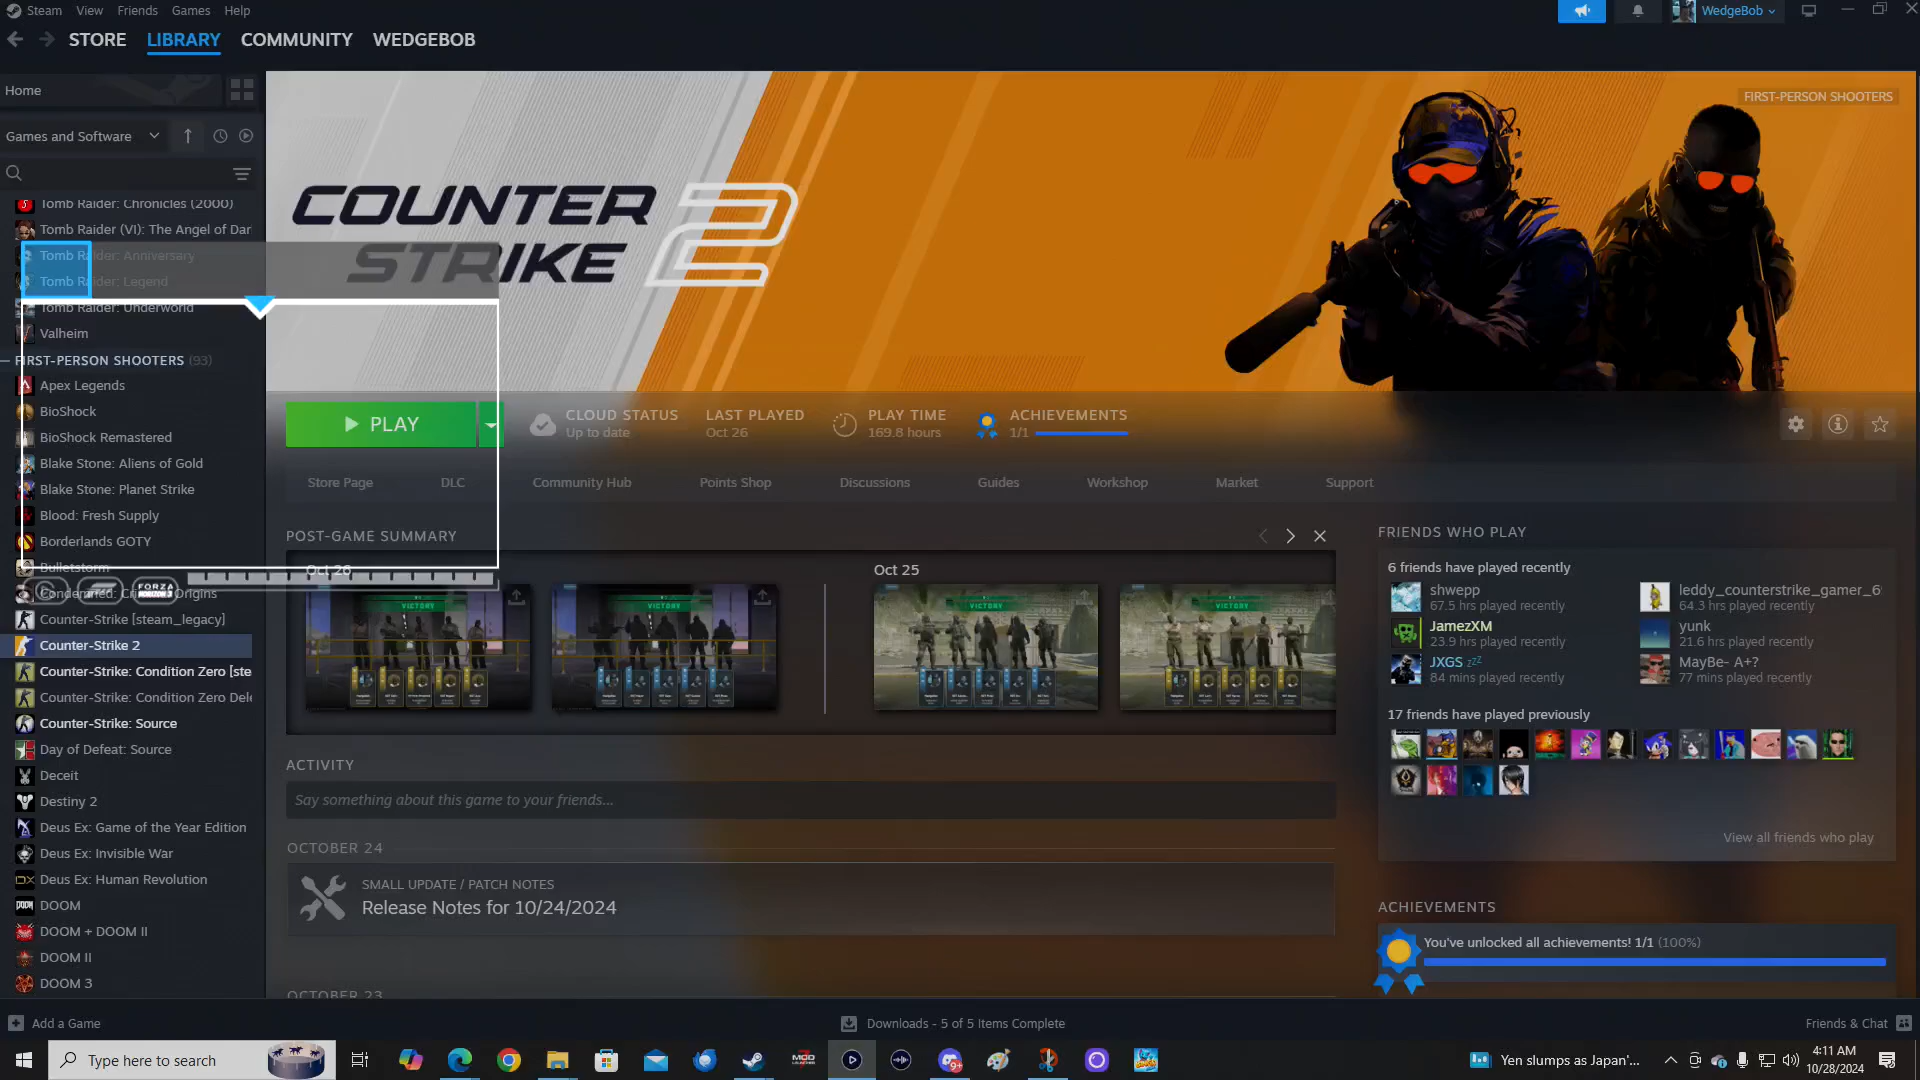 Steam View Friends Games Help
WedgeBob
STORE LIBRARY COMMUNITY WEDGEBOB
Home
Games and Software
FIRST-PERSON SHOOTERS
COUNTER
STRIKE 2
Tomb Raider: Chronicles (2000)
Tomb Raider (VI): The Angel of Dar
Tomb Raider: Anniversary
Tomb Raider: Legend
Tomb Raider: Underworld
Valheim
FIRST-PERSON SHOOTERS (93)
Apex Legends
BioShock
BioShock Remastered
Blake Stone: Aliens of Gold
Blake Stone: Planet Strike
Blood: Fresh Supply
Borderlands GOTY
Bulletstorm
Condemned: Criminal Origins
FORZA
HORIZON 3
Counter-Strike [steam_legacy]
Counter-Strike 2
Counter-Strike: Condition Zero [ste
Counter-Strike: Condition Zero Dele
Counter-Strike: Source
Day of Defeat: Source
Deceit
Destiny 2
Deus Ex: Game of the Year Edition
Deus Ex: Invisible War
Deus Ex: Human Revolution
DOOM
DOOM + DOOM II
DOOM II
DOOM 3
PLAY
CLOUD STATUS
Up to date
LAST PLAYED
Oct 26
PLAY TIME
169.8 hours
ACHIEVEMENTS
1/1
Store Page DLC Community Hub Points Shop Discussions Guides Workshop Market Support
POST-GAME SUMMARY
Oct 26
Oct 25
VICTORY
VICTORY
VICTORY
VICTORY
ACTIVITY
Say something about this game to your friends...
OCTOBER 24
SMALL UPDATE / PATCH NOTES
Release Notes for 10/24/2024
OCTOBER 23
FRIENDS WHO PLAY
6 friends have played recently
shwepp
67.5 hrs played recently
leddy_counterstrike_gamer_6
64.3 hrs played recently
JamezXM
23.9 hrs played recently
yunk
21.6 hrs played recently
JXGS zzz
84 mins played recently
MayBe- A+?
77 mins played recently
17 friends have played previously
View all friends who play
ACHIEVEMENTS
You've unlocked all achievements! 1/1 (100%)
Add a Game
Downloads - 5 of 5 Items Complete
Friends & Chat
Type here to search
9+
Yen slumps as Japan'...
4:11 AM
10/28/2024